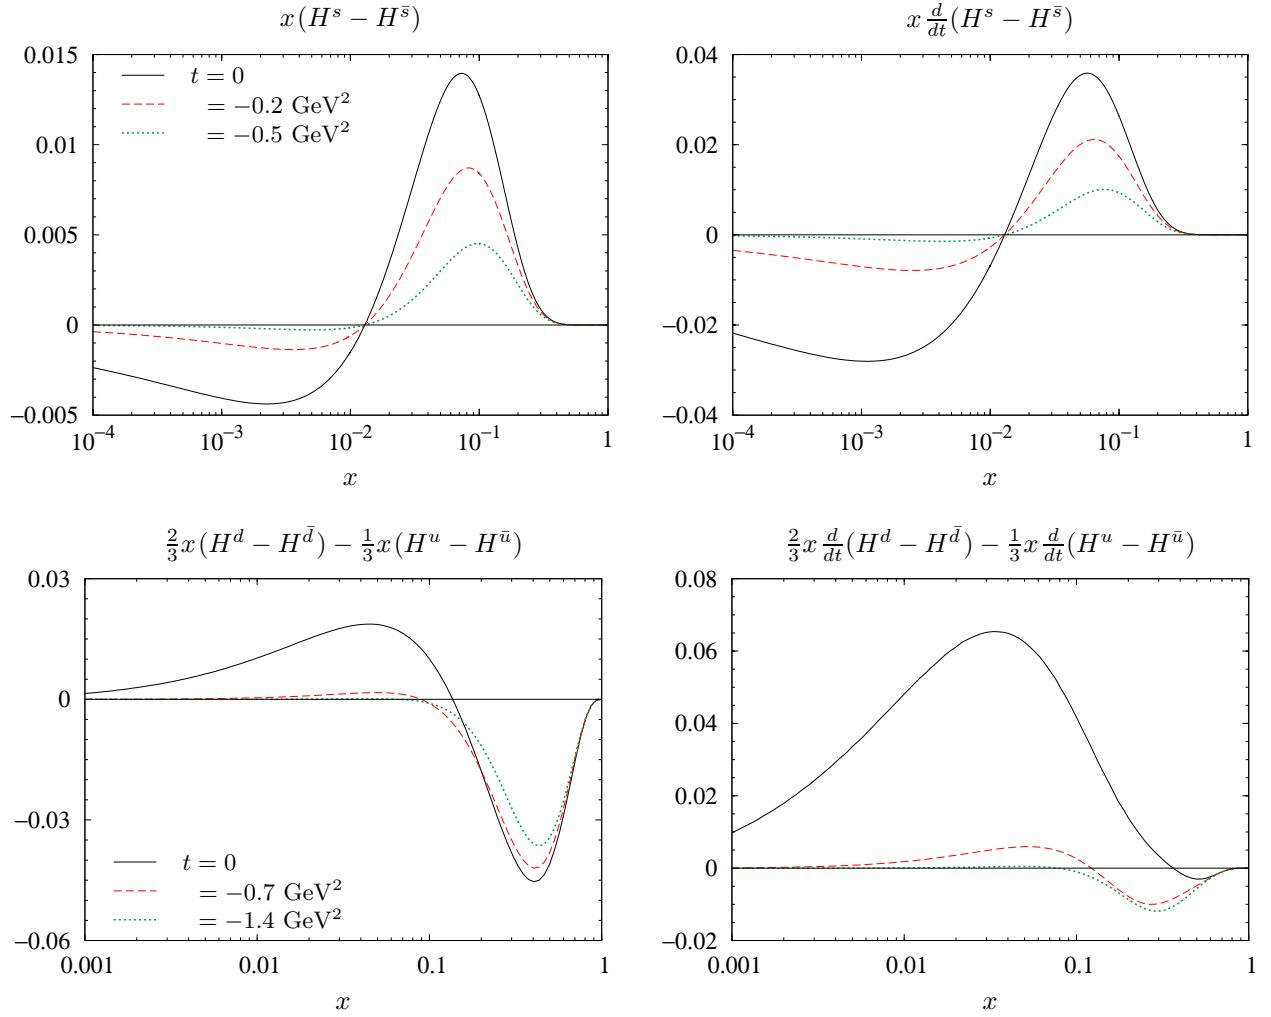 x(H^s − H^s̄)
0.015
0.010
0.005
0
−0.005
t = 0
= −0.2 GeV²
= −0.5 GeV²
10⁻⁴ 10⁻³ 10⁻² 10⁻¹ 1
x
x d/dt (H^s − H^s̄)
0.04
0.02
0
−0.02
−0.04
10⁻⁴ 10⁻³ 10⁻² 10⁻¹ 1
x
2/3 x(H^d − H^d̄) − 1/3 x(H^u − H^ū)
0.03
0
−0.03
−0.06
t = 0
= −0.7 GeV²
= −1.4 GeV²
0.001 0.01 0.1 1
x
2/3 x d/dt (H^d − H^d̄) − 1/3 x d/dt (H^u − H^ū)
0.08
0.06
0.04
0.02
0
−0.02
0.001 0.01 0.1 1
x